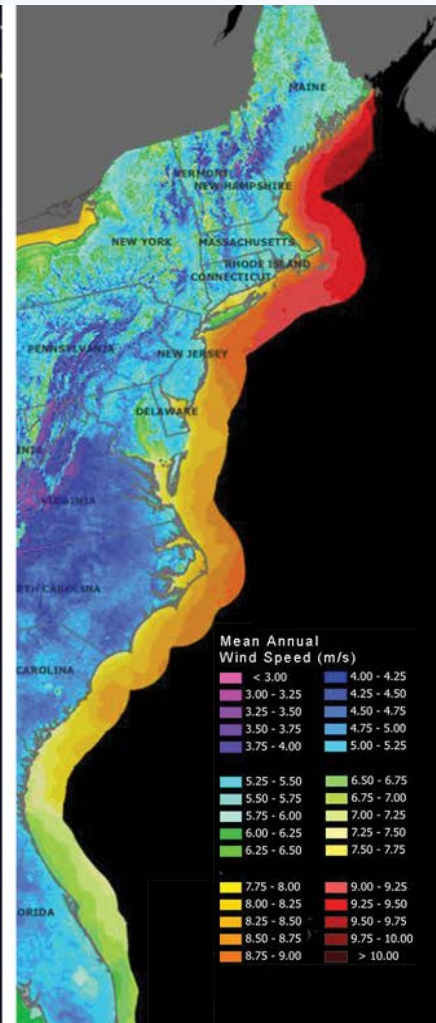 MAINE
VERMONT
NEW HAMPSHIRE
NEW YORK
MASSACHUSETTS
RHODE ISLAND
CONNECTICUT
PENNSYLVANIA
NEW JERSEY
DELAWARE
INIA
VIRGINIA
RTH CAROLINA
CAROLINA
ORIDA
Mean Annual
Wind Speed (m/s)
< 3.00
3.00 - 3.25
3.25 - 3.50
3.50 - 3.75
3.75 - 4.00
4.00 - 4.25
4.25 - 4.50
4.50 - 4.75
4.75 - 5.00
5.00 - 5.25
5.25 - 5.50
5.50 - 5.75
5.75 - 6.00
6.00 - 6.25
6.25 - 6.50
6.50 - 6.75
6.75 - 7.00
7.00 - 7.25
7.25 - 7.50
7.50 - 7.75
7.75 - 8.00
8.00 - 8.25
8.25 - 8.50
8.50 - 8.75
8.75 - 9.00
9.00 - 9.25
9.25 - 9.50
9.50 - 9.75
9.75 - 10.00
> 10.00